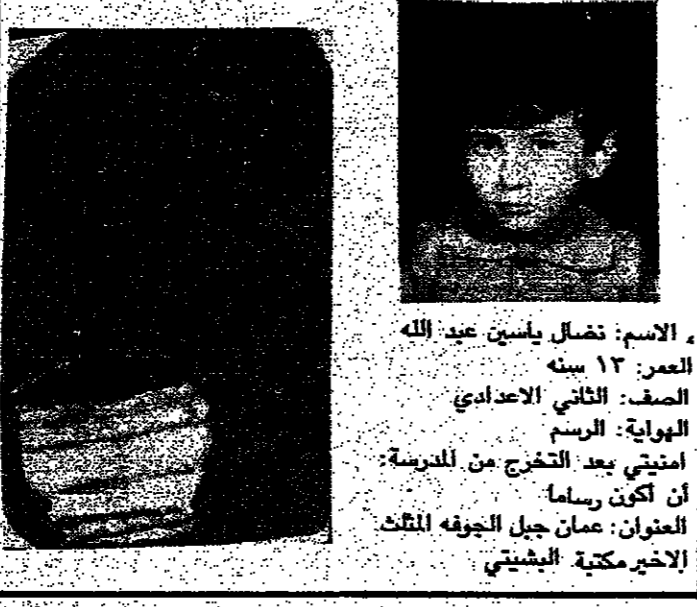 الاسم: نضال ياسين عبد الله
العمر: ١٣ سنه
الصف: الثاني الاعدادي
الهواية: الرسم
امنيتي بعد التخرج من المدرسة:
أن أكون رساما
العنوان: عمان جبل الجوفه المثلث
الاخير مكتبة البشيتي